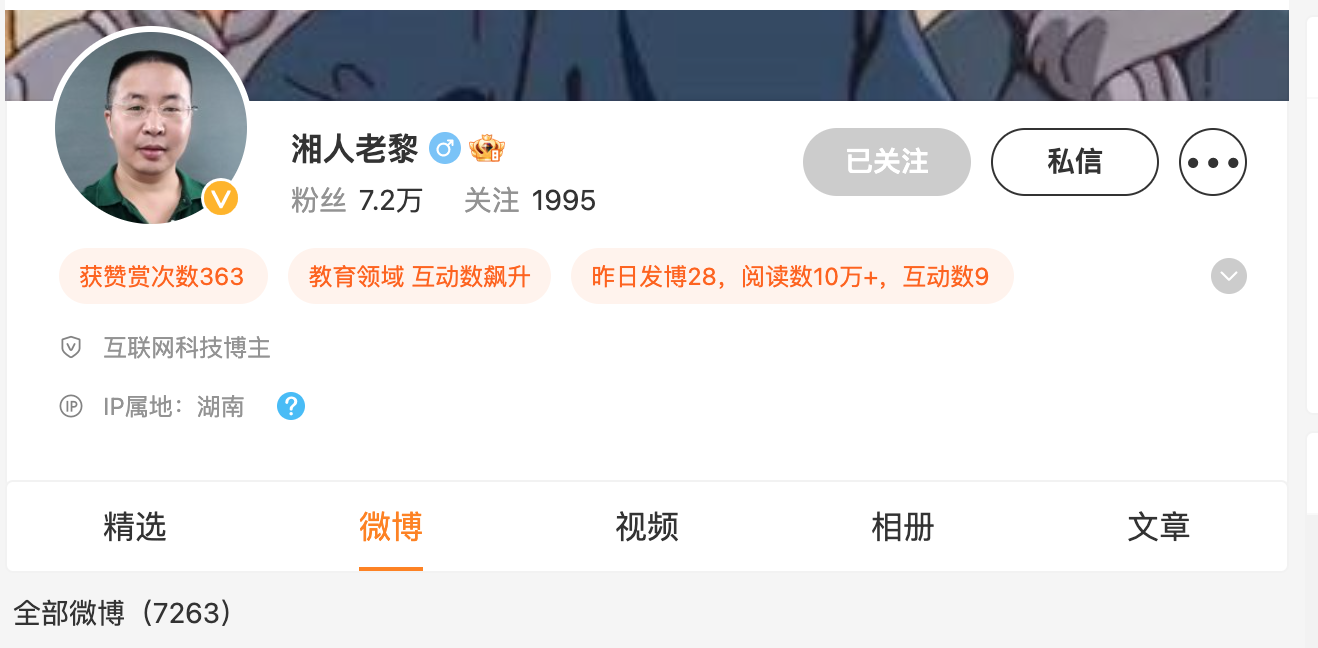 湘人老黎
已关注
私信
粉丝 7.2万 关注 1995
V
获赞赏次数363
教育领域 互动数飙升
昨日发博28，阅读数10万+，互动数9
V 互联网科技博主
IP IP属地：湖南 ?
精选 微博 视频 相册 文章
全部微博（7263）